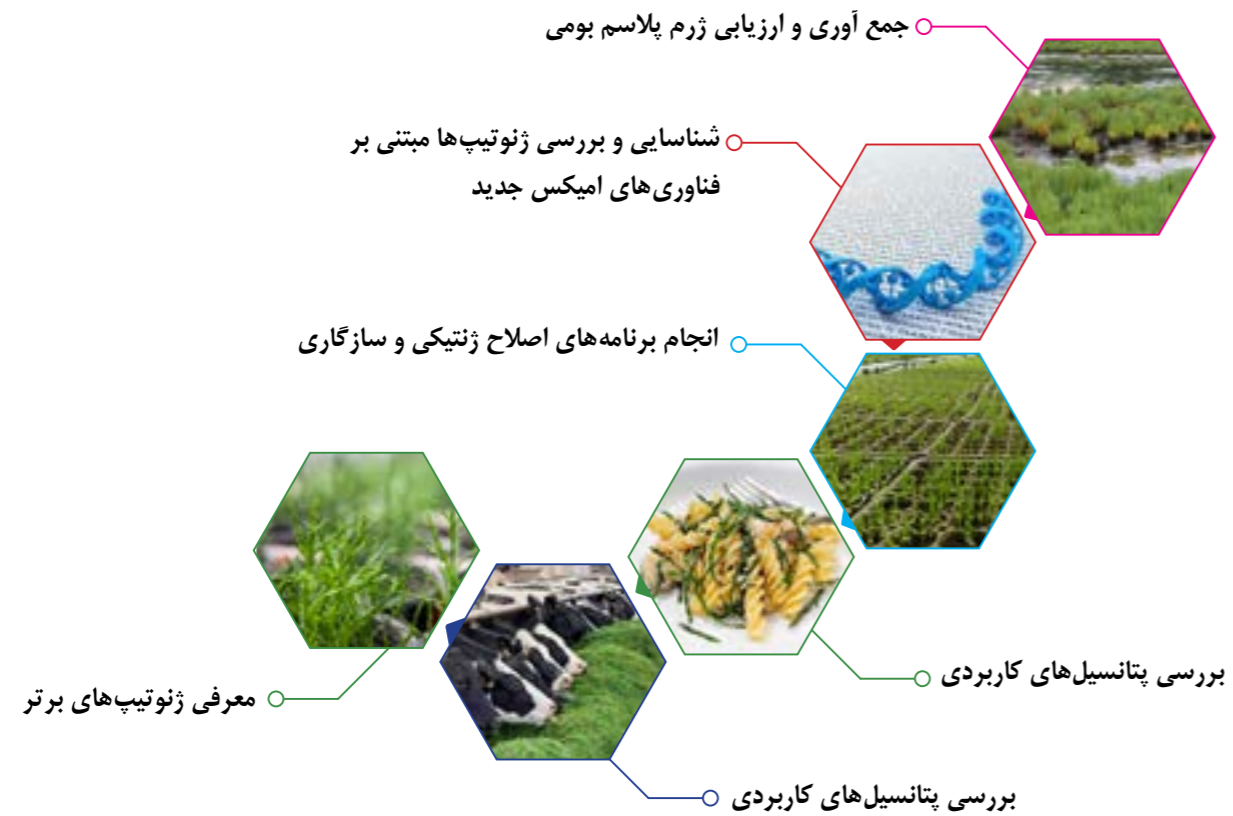 جمع آوری و ارزیابی ژرم پلاسم بومی
شناسایی و بررسی ژنوتیپ‌ها مبتنی بر
فناوری‌های امیکس جدید
انجام برنامه‌های اصلاح ژنتیکی و سازگاری
بررسی پتانسیل‌های کاربردی
بررسی پتانسیل‌های کاربردی
معرفی ژنوتیپ‌های برتر